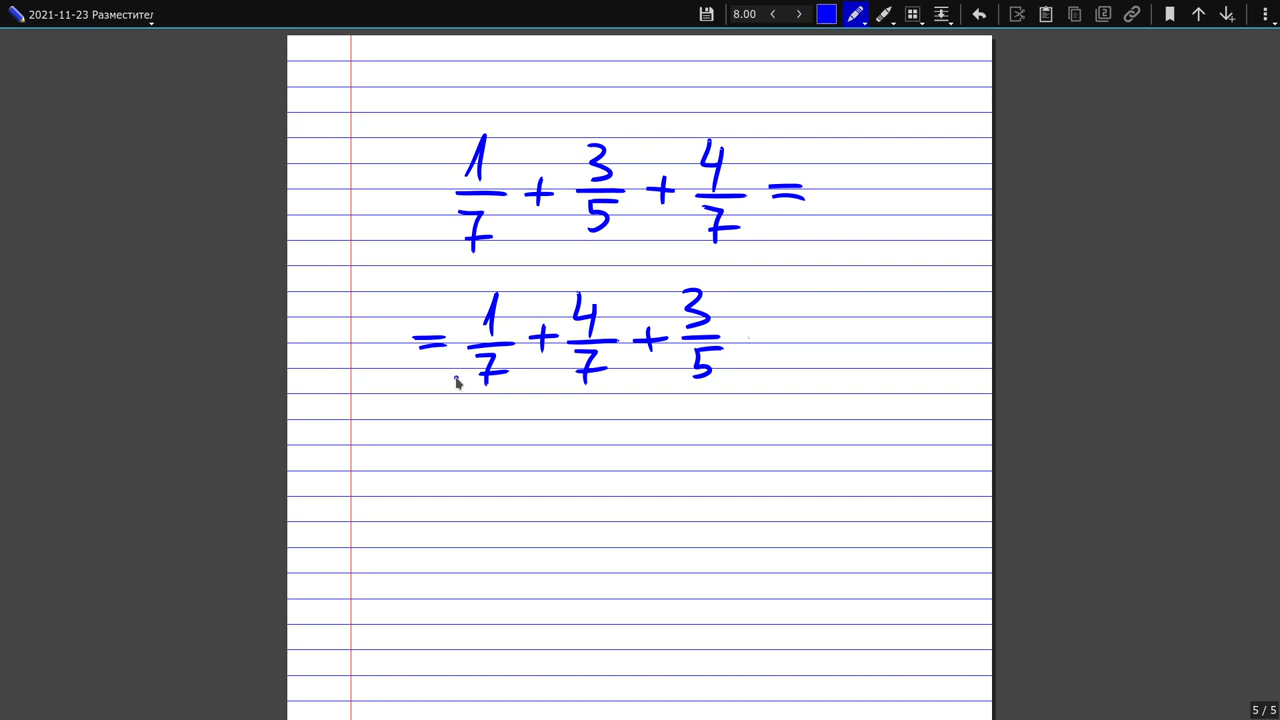 2021-11-23 Разместител
8.00
1/7 + 3/5 + 4/7 =
= 1/7 + 4/7 + 3/5
5 / 5